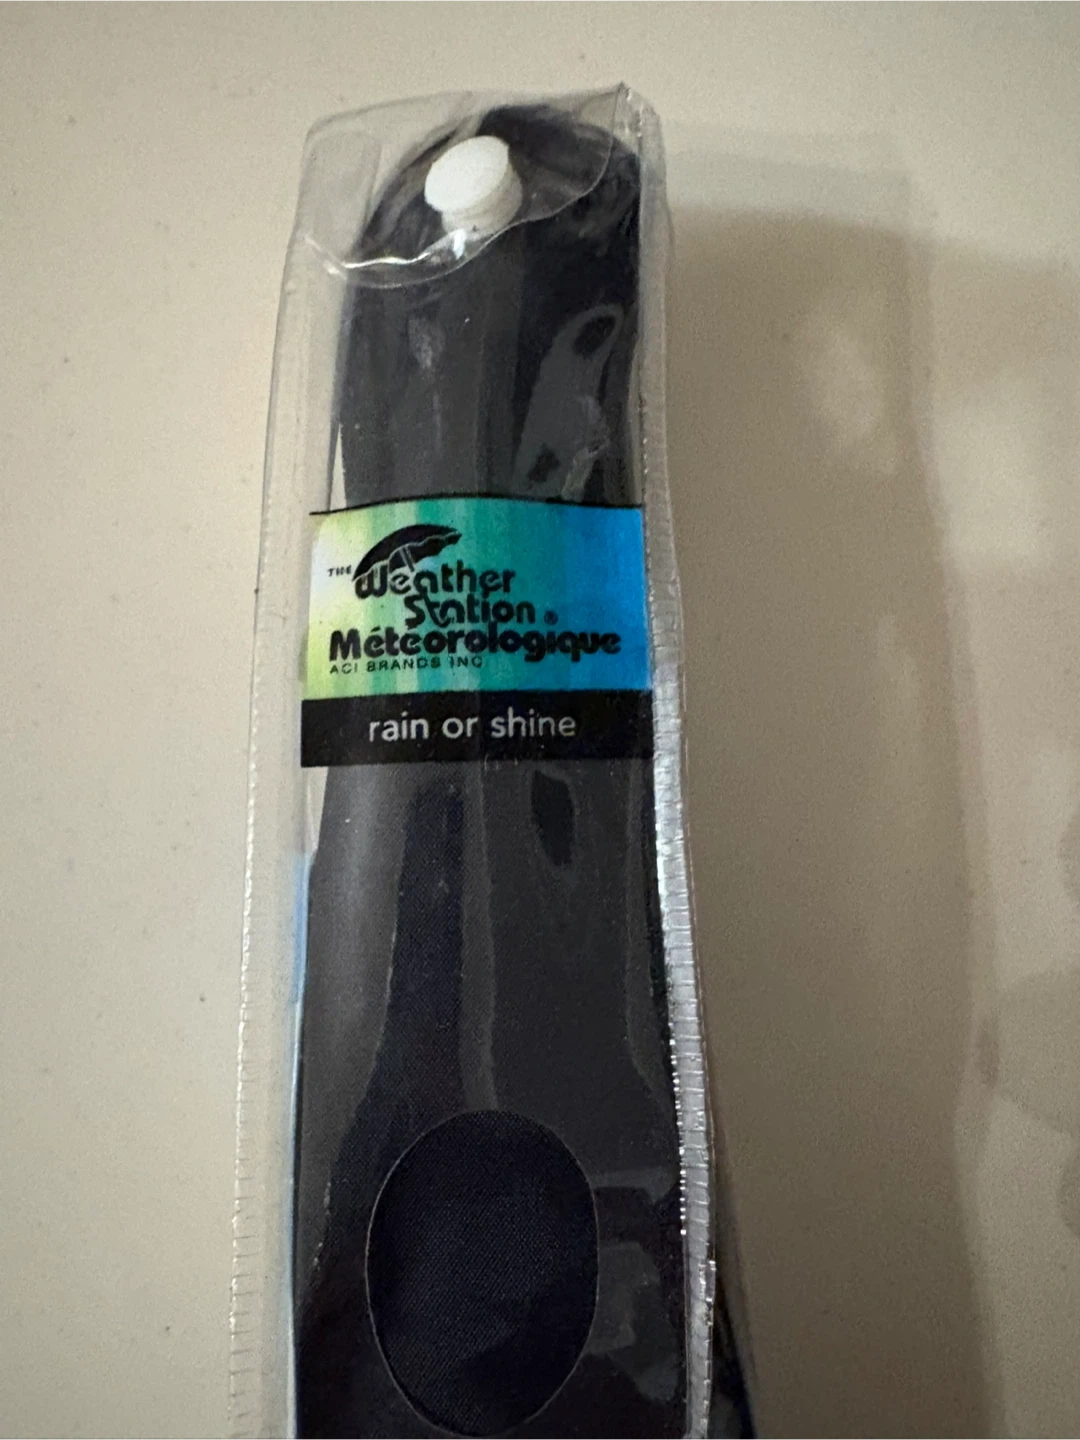 THE Weather
Station ®
Météorologique
ACI BRANDS INC
rain or shine